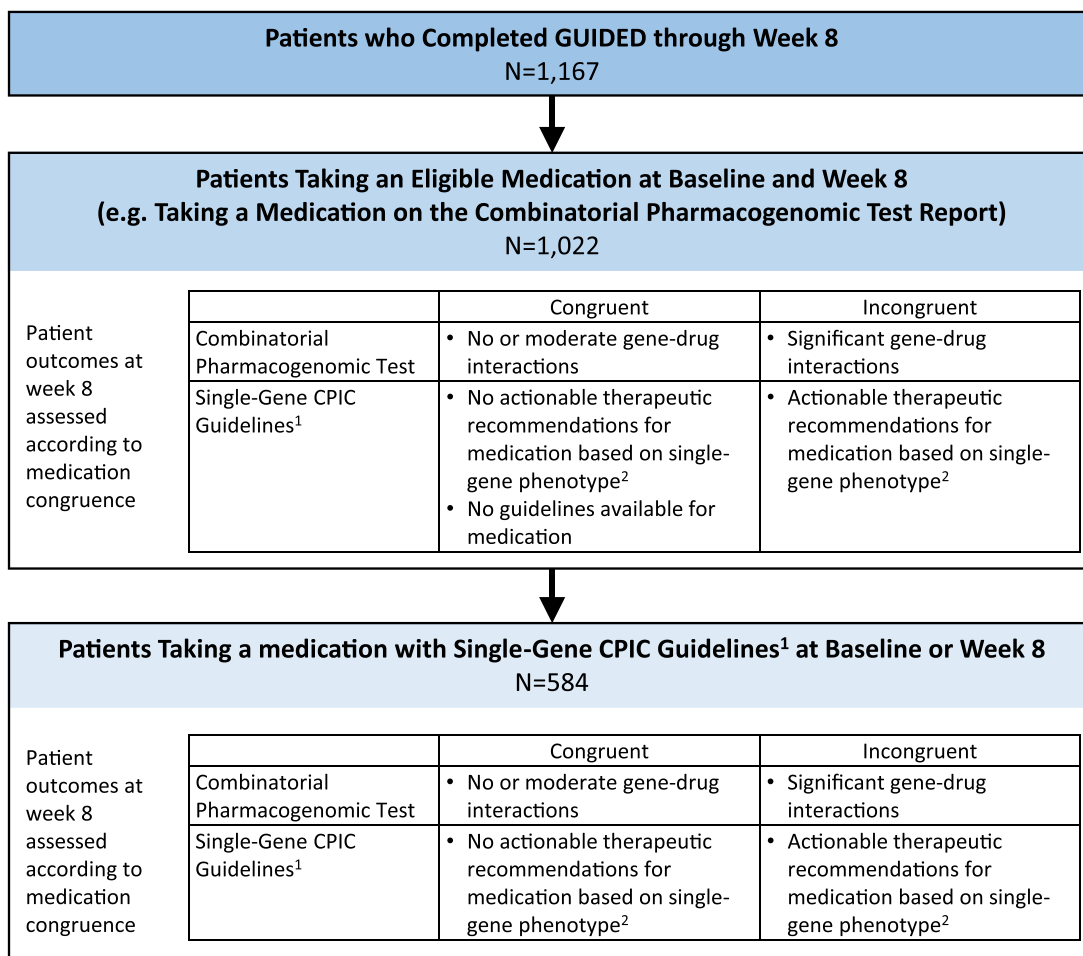 Patients who Completed GUIDED through Week 8
N=1,167
Patients Taking an Eligible Medication at Baseline and Week 8
(e.g. Taking a Medication on the Combinatorial Pharmacogenomic Test Report)
N=1,022
Patient
outcomes at
week 8
assessed
according to
medication
congruence
Congruent
Incongruent
Combinatorial
Pharmacogenomic Test
• No or moderate gene-drug
interactions
• Significant gene-drug
interactions
Single-Gene CPIC
Guidelines¹
• No actionable therapeutic
recommendations for
medication based on single-
gene phenotype²
• No guidelines available for
medication
• Actionable therapeutic
recommendations for
medication based on single-
gene phenotype²
Patients Taking a medication with Single-Gene CPIC Guidelines¹ at Baseline or Week 8
N=584
Patient
outcomes at
week 8
assessed
according to
medication
congruence
Congruent
Incongruent
Combinatorial
Pharmacogenomic Test
• No or moderate gene-drug
interactions
• Significant gene-drug
interactions
Single-Gene CPIC
Guidelines¹
• No actionable therapeutic
recommendations for
medication based on single-
gene phenotype²
• Actionable therapeutic
recommendations for
medication based on single-
gene phenotype²